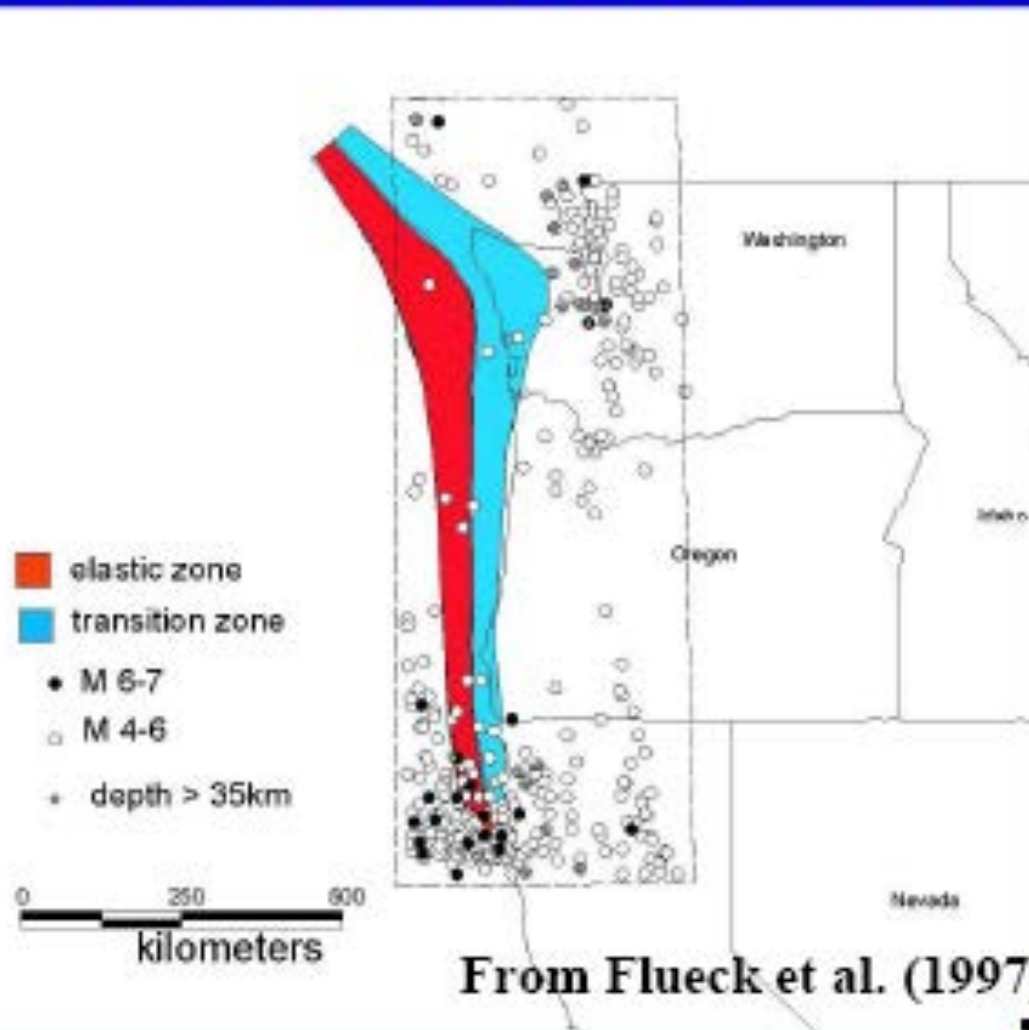 Washington
Oregon
elastic zone
transition zone
M 6-7
M 4-6
depth > 35km
0 250 800
kilometers
Nevada
From Flueck et al. (1997